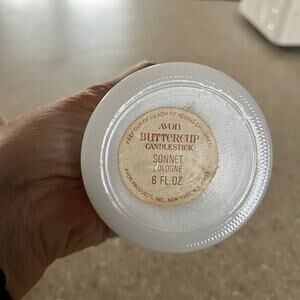 KEEP OUT OF REACH OF YOUNG CHILDREN
AVON
BUTTERCUP
CANDLESTICK
SONNET
COLOGNE
6 FL.OZ
AVON PRODUCTS, INC., NEW YORK, N.Y.